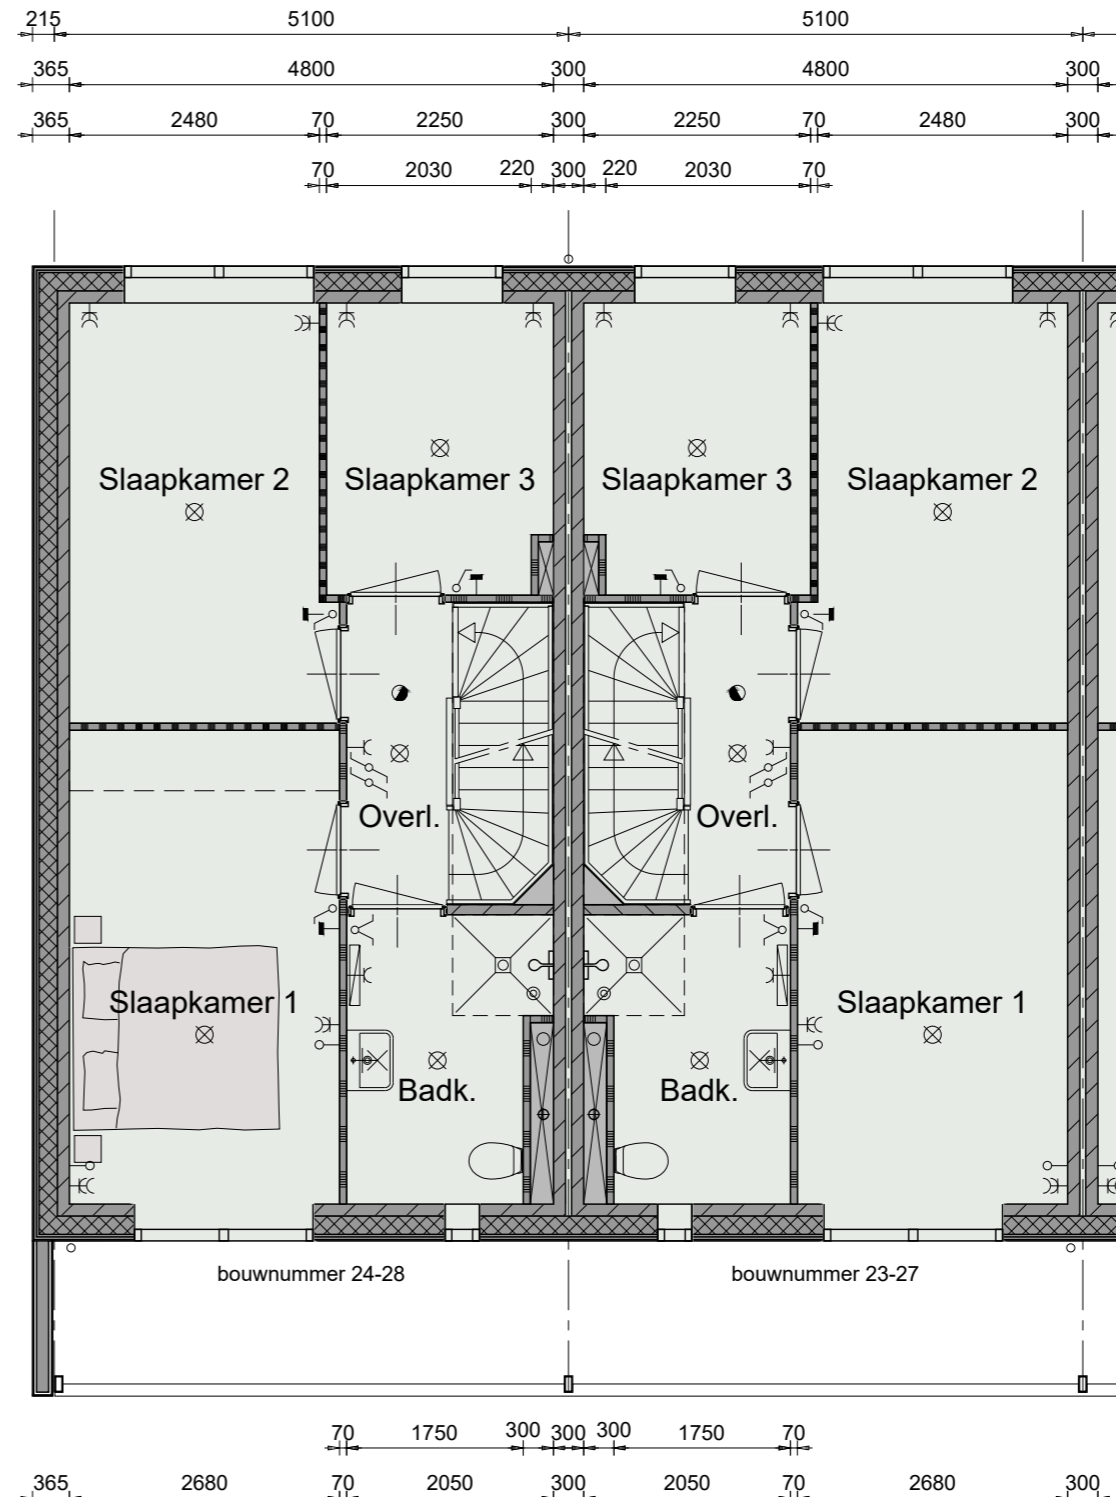 215 5100 5100
365 4800 300 4800 300
365 2480 70 2250 300 2250 70 2480 300
70 2030 220 300 220 2030 70
Slaapkamer 2 Slaapkamer 3 Slaapkamer 3 Slaapkamer 2
Overl. Overl.
Slaapkamer 1 Slaapkamer 1
Badk. Badk.
bouwnummer 24-28 bouwnummer 23-27
70 1750 300 300 300 1750 70
365 2680 70 2050 300 2050 70 2680 300